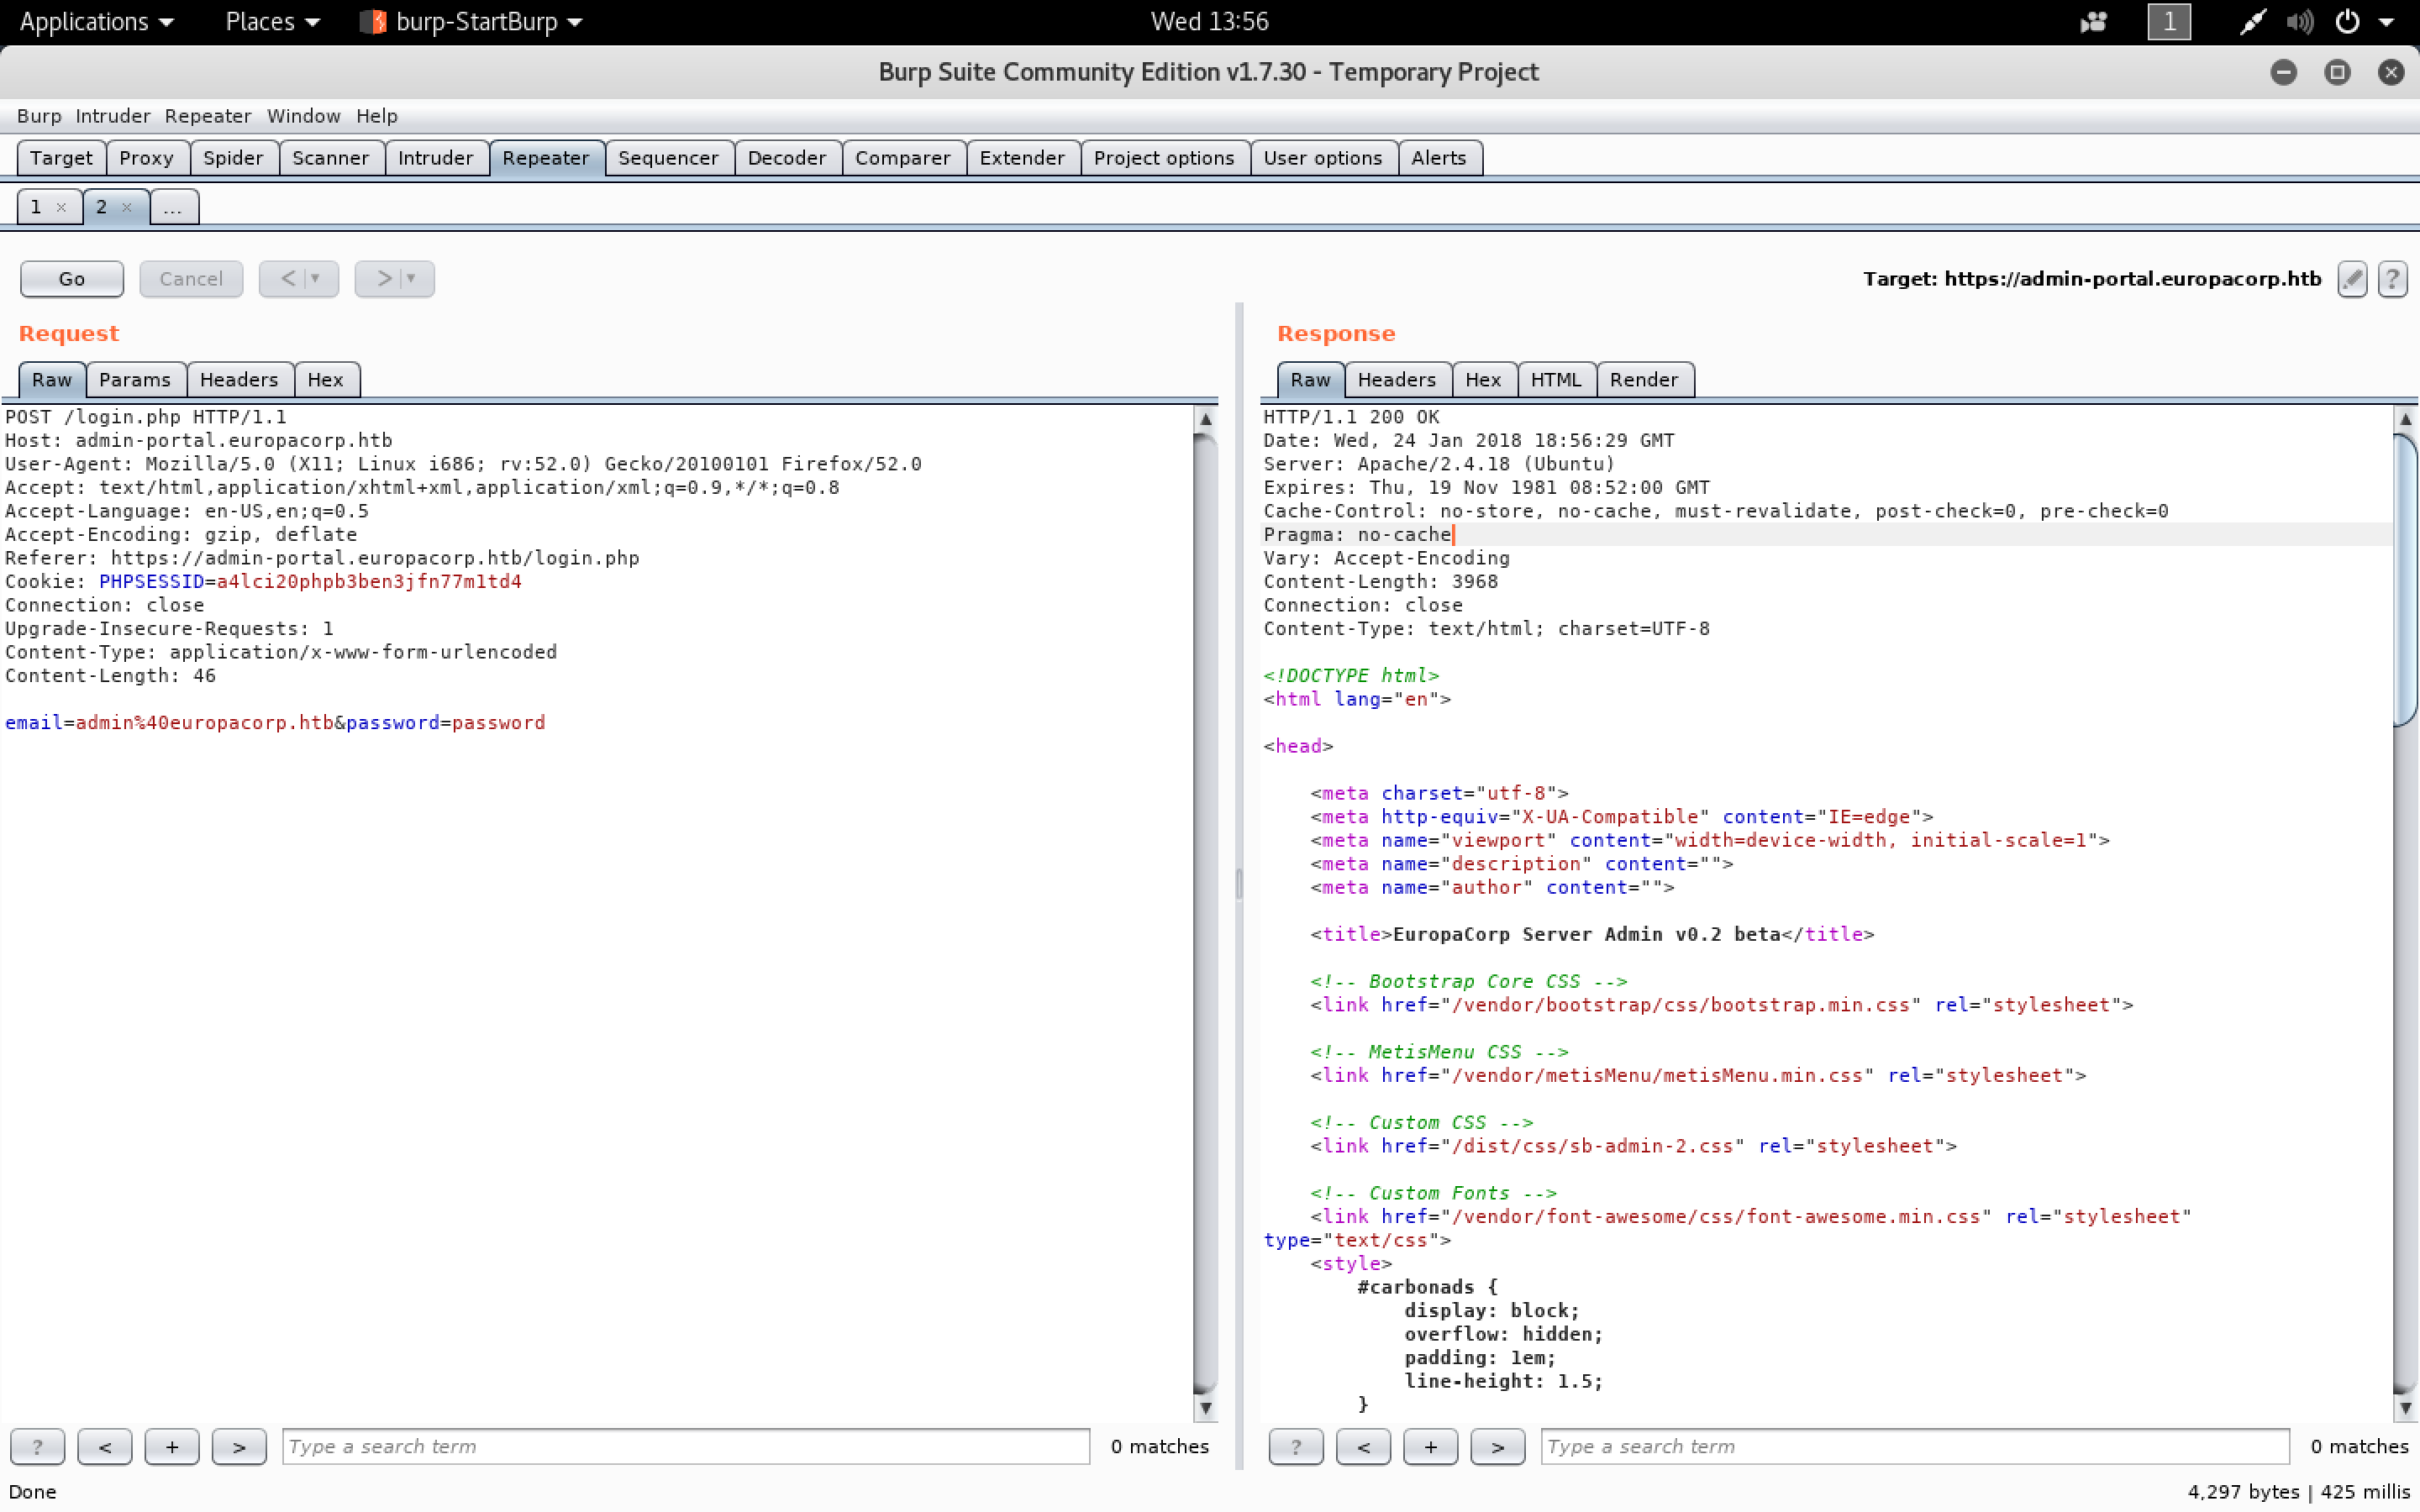 Applications Places burp-StartBurp Wed 13:56 1
Burp Suite Community Edition v1.7.30 - Temporary Project
Burp Intruder Repeater Window Help
Target Proxy Spider Scanner Intruder Repeater Sequencer Decoder Comparer Extender Project options User options Alerts
1 × 2 × ...
Go Cancel < > Target: https://admin-portal.europacorp.htb ?
Request
Raw Params Headers Hex
POST /login.php HTTP/1.1
Host: admin-portal.europacorp.htb
User-Agent: Mozilla/5.0 (X11; Linux i686; rv:52.0) Gecko/20100101 Firefox/52.0
Accept: text/html,application/xhtml+xml,application/xml;q=0.9,*/*;q=0.8
Accept-Language: en-US,en;q=0.5
Accept-Encoding: gzip, deflate
Referer: https://admin-portal.europacorp.htb/login.php
Cookie: PHPSESSID=a4lci20phpb3ben3jfn77m1td4
Connection: close
Upgrade-Insecure-Requests: 1
Content-Type: application/x-www-form-urlencoded
Content-Length: 46
email=admin%40europacorp.htb&password=password
? < + > Type a search term 0 matches
Response
Raw Headers Hex HTML Render
HTTP/1.1 200 OK
Date: Wed, 24 Jan 2018 18:56:29 GMT
Server: Apache/2.4.18 (Ubuntu)
Expires: Thu, 19 Nov 1981 08:52:00 GMT
Cache-Control: no-store, no-cache, must-revalidate, post-check=0, pre-check=0
Pragma: no-cache
Vary: Accept-Encoding
Content-Length: 3968
Connection: close
Content-Type: text/html; charset=UTF-8
<!DOCTYPE html>
<html lang="en">
<head>
<meta charset="utf-8">
<meta http-equiv="X-UA-Compatible" content="IE=edge">
<meta name="viewport" content="width=device-width, initial-scale=1">
<meta name="description" content="">
<meta name="author" content="">
<title>EuropaCorp Server Admin v0.2 beta</title>
<!-- Bootstrap Core CSS -->
<link href="/vendor/bootstrap/css/bootstrap.min.css" rel="stylesheet">
<!-- MetisMenu CSS -->
<link href="/vendor/metisMenu/metisMenu.min.css" rel="stylesheet">
<!-- Custom CSS -->
<link href="/dist/css/sb-admin-2.css" rel="stylesheet">
<!-- Custom Fonts -->
<link href="/vendor/font-awesome/css/font-awesome.min.css" rel="stylesheet"
type="text/css">
<style>
#carbonads {
display: block;
overflow: hidden;
padding: 1em;
line-height: 1.5;
}
? < + > Type a search term 0 matches
Done 4,297 bytes | 425 millis